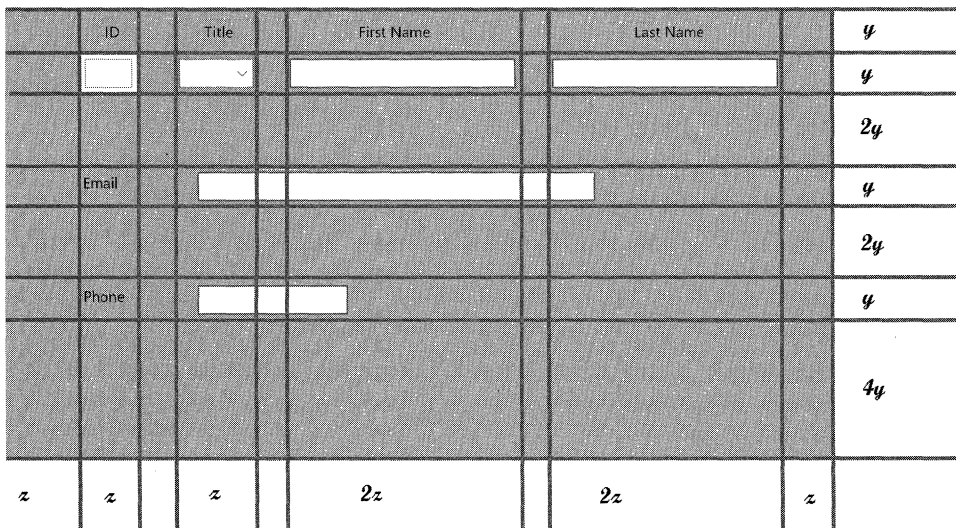 ID Title First Name Last Name y
y
2y
Email y
2y
Phone y
4y
z z z 2z 2z z